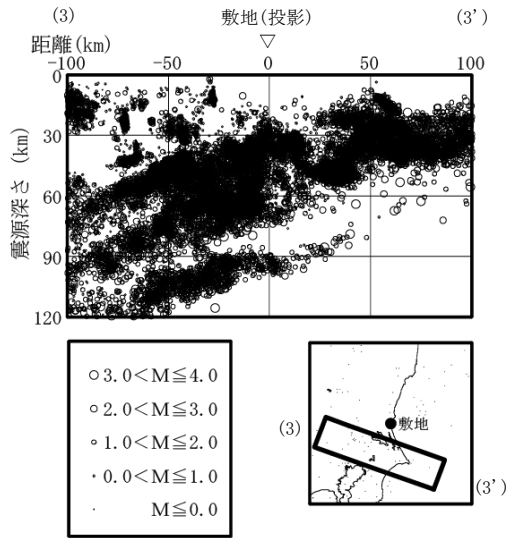 (3) 敷地(投影) (3')
距離(km) ▽
-100 -50 0 50 100
0
30
60
90
120
震源深さ (km)
○ 3.0<M≦4.0
○ 2.0<M≦3.0
○ 1.0<M≦2.0
∘ 0.0<M≦1.0
· M≦0.0
(3)
敷地
(3')